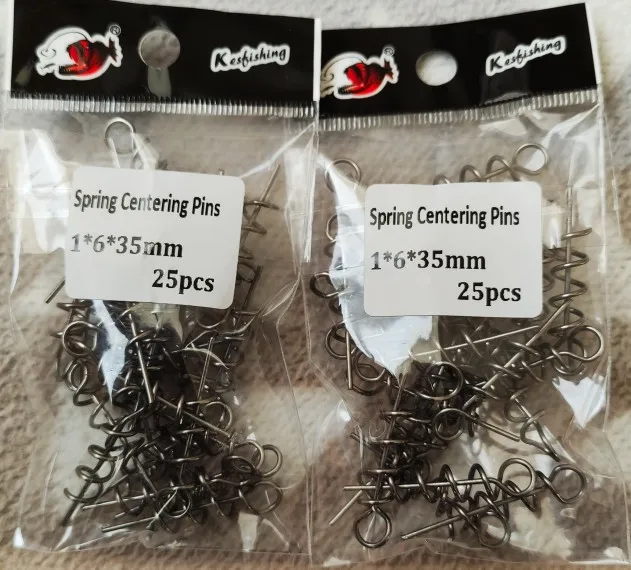 Kesfishing
Spring Centering Pins
1*6*35mm
25pcs
Kesfishing
Spring Centering Pins
1*6*35mm
25pcs